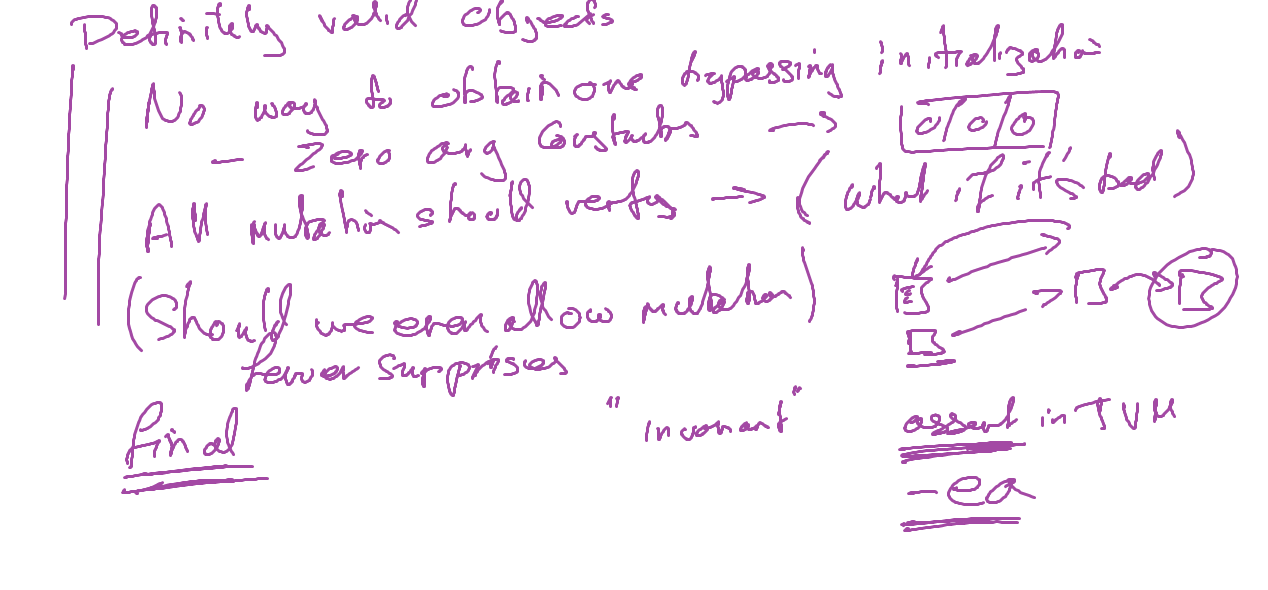 Definitely valid objects
No way to obtain one bypassing initialization
- Zero arg Constructors → 0/0/0
All mutation should verify → (what if it's bad)
(Should we even allow mutation)
fewer surprises
final
"invariant"
assert in JVM
-ea